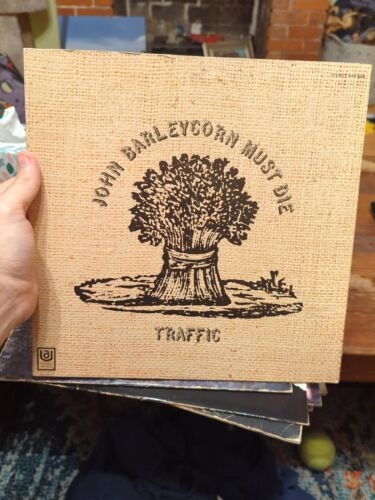 JOHN BARLEYCORN MUST DIE
TRAFFIC